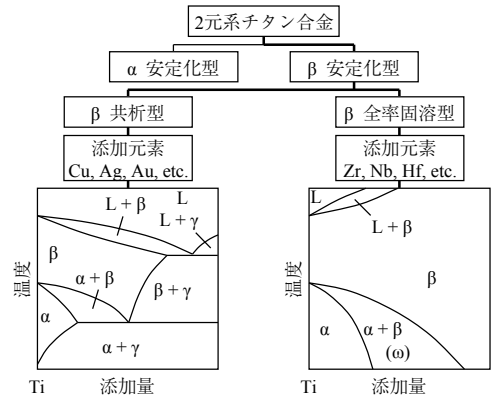 2元系チタン合金
α 安定化型
β 安定化型
β 共析型
β 全率固溶型
添加元素
Cu, Ag, Au, etc.
添加元素
Zr, Nb, Hf, etc.
L
L + β
L + γ
β
α + β
β + γ
α
α + γ
温度
Ti
添加量
L
L + β
β
α
α + β
(ω)
温度
Ti
添加量